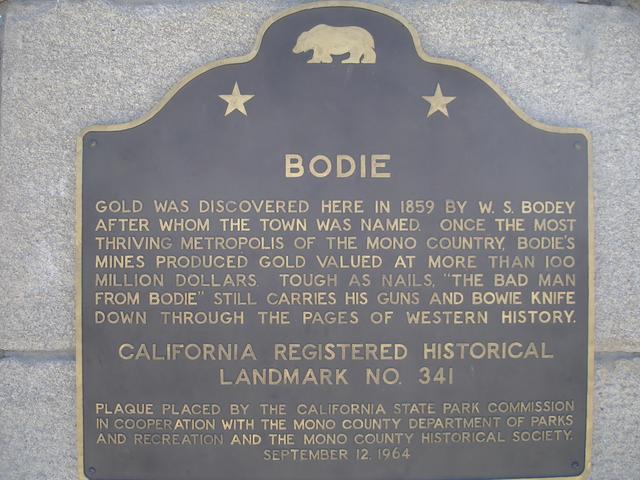 BODIE
GOLD WAS DISCOVERED HERE IN 1859 BY W. S. BODEY
AFTER WHOM THE TOWN WAS NAMED. ONCE THE MOST
THRIVING METROPOLIS OF THE MONO COUNTRY, BODIE'S
MINES PRODUCED GOLD VALUED AT MORE THAN 100
MILLION DOLLARS. TOUGH AS NAILS, "THE BAD MAN
FROM BODIE" STILL CARRIES HIS GUNS AND BOWIE KNIFE
DOWN THROUGH THE PAGES OF WESTERN HISTORY.
CALIFORNIA REGISTERED HISTORICAL
LANDMARK NO. 341
PLAQUE PLACED BY THE CALIFORNIA STATE PARK COMMISSION
IN COOPERATION WITH THE MONO COUNTY DEPARTMENT OF PARKS
AND RECREATION AND THE MONO COUNTY HISTORICAL SOCIETY.
SEPTEMBER 12, 1964